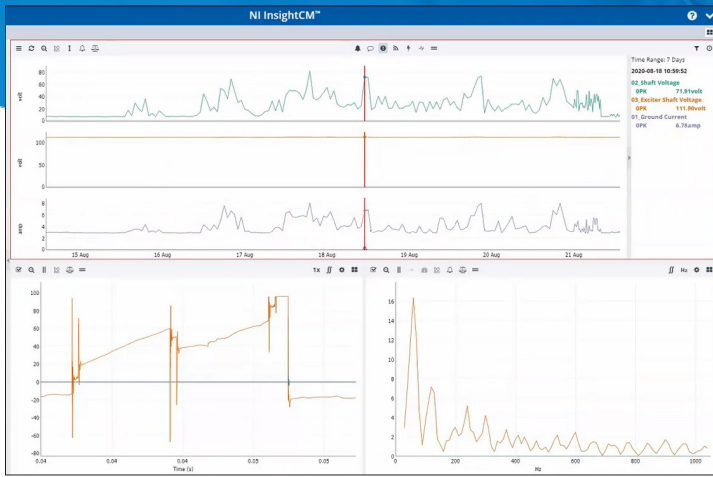 NI InsightCM™
Time Range: 7 Days
2020-08-18 10:59:52
02_Shaft Voltage
0PK 71.91volt
03_Exciter Shaft Voltage
0PK 111.90volt
01_Ground Current
0PK 6.78amp
80
60
40
20
0
volt
100
50
0
volt
8
6
4
2
0
amp
15 Aug 16 Aug 17 Aug 18 Aug 19 Aug 20 Aug 21 Aug
1x
Hz
100
80
60
40
20
0
-20
-40
-60
-80
0.04 0.04 0.04 0.05 0.05
Time (s)
16
14
12
10
8
6
4
2
0
0 200 400 600 800 1000
Hz